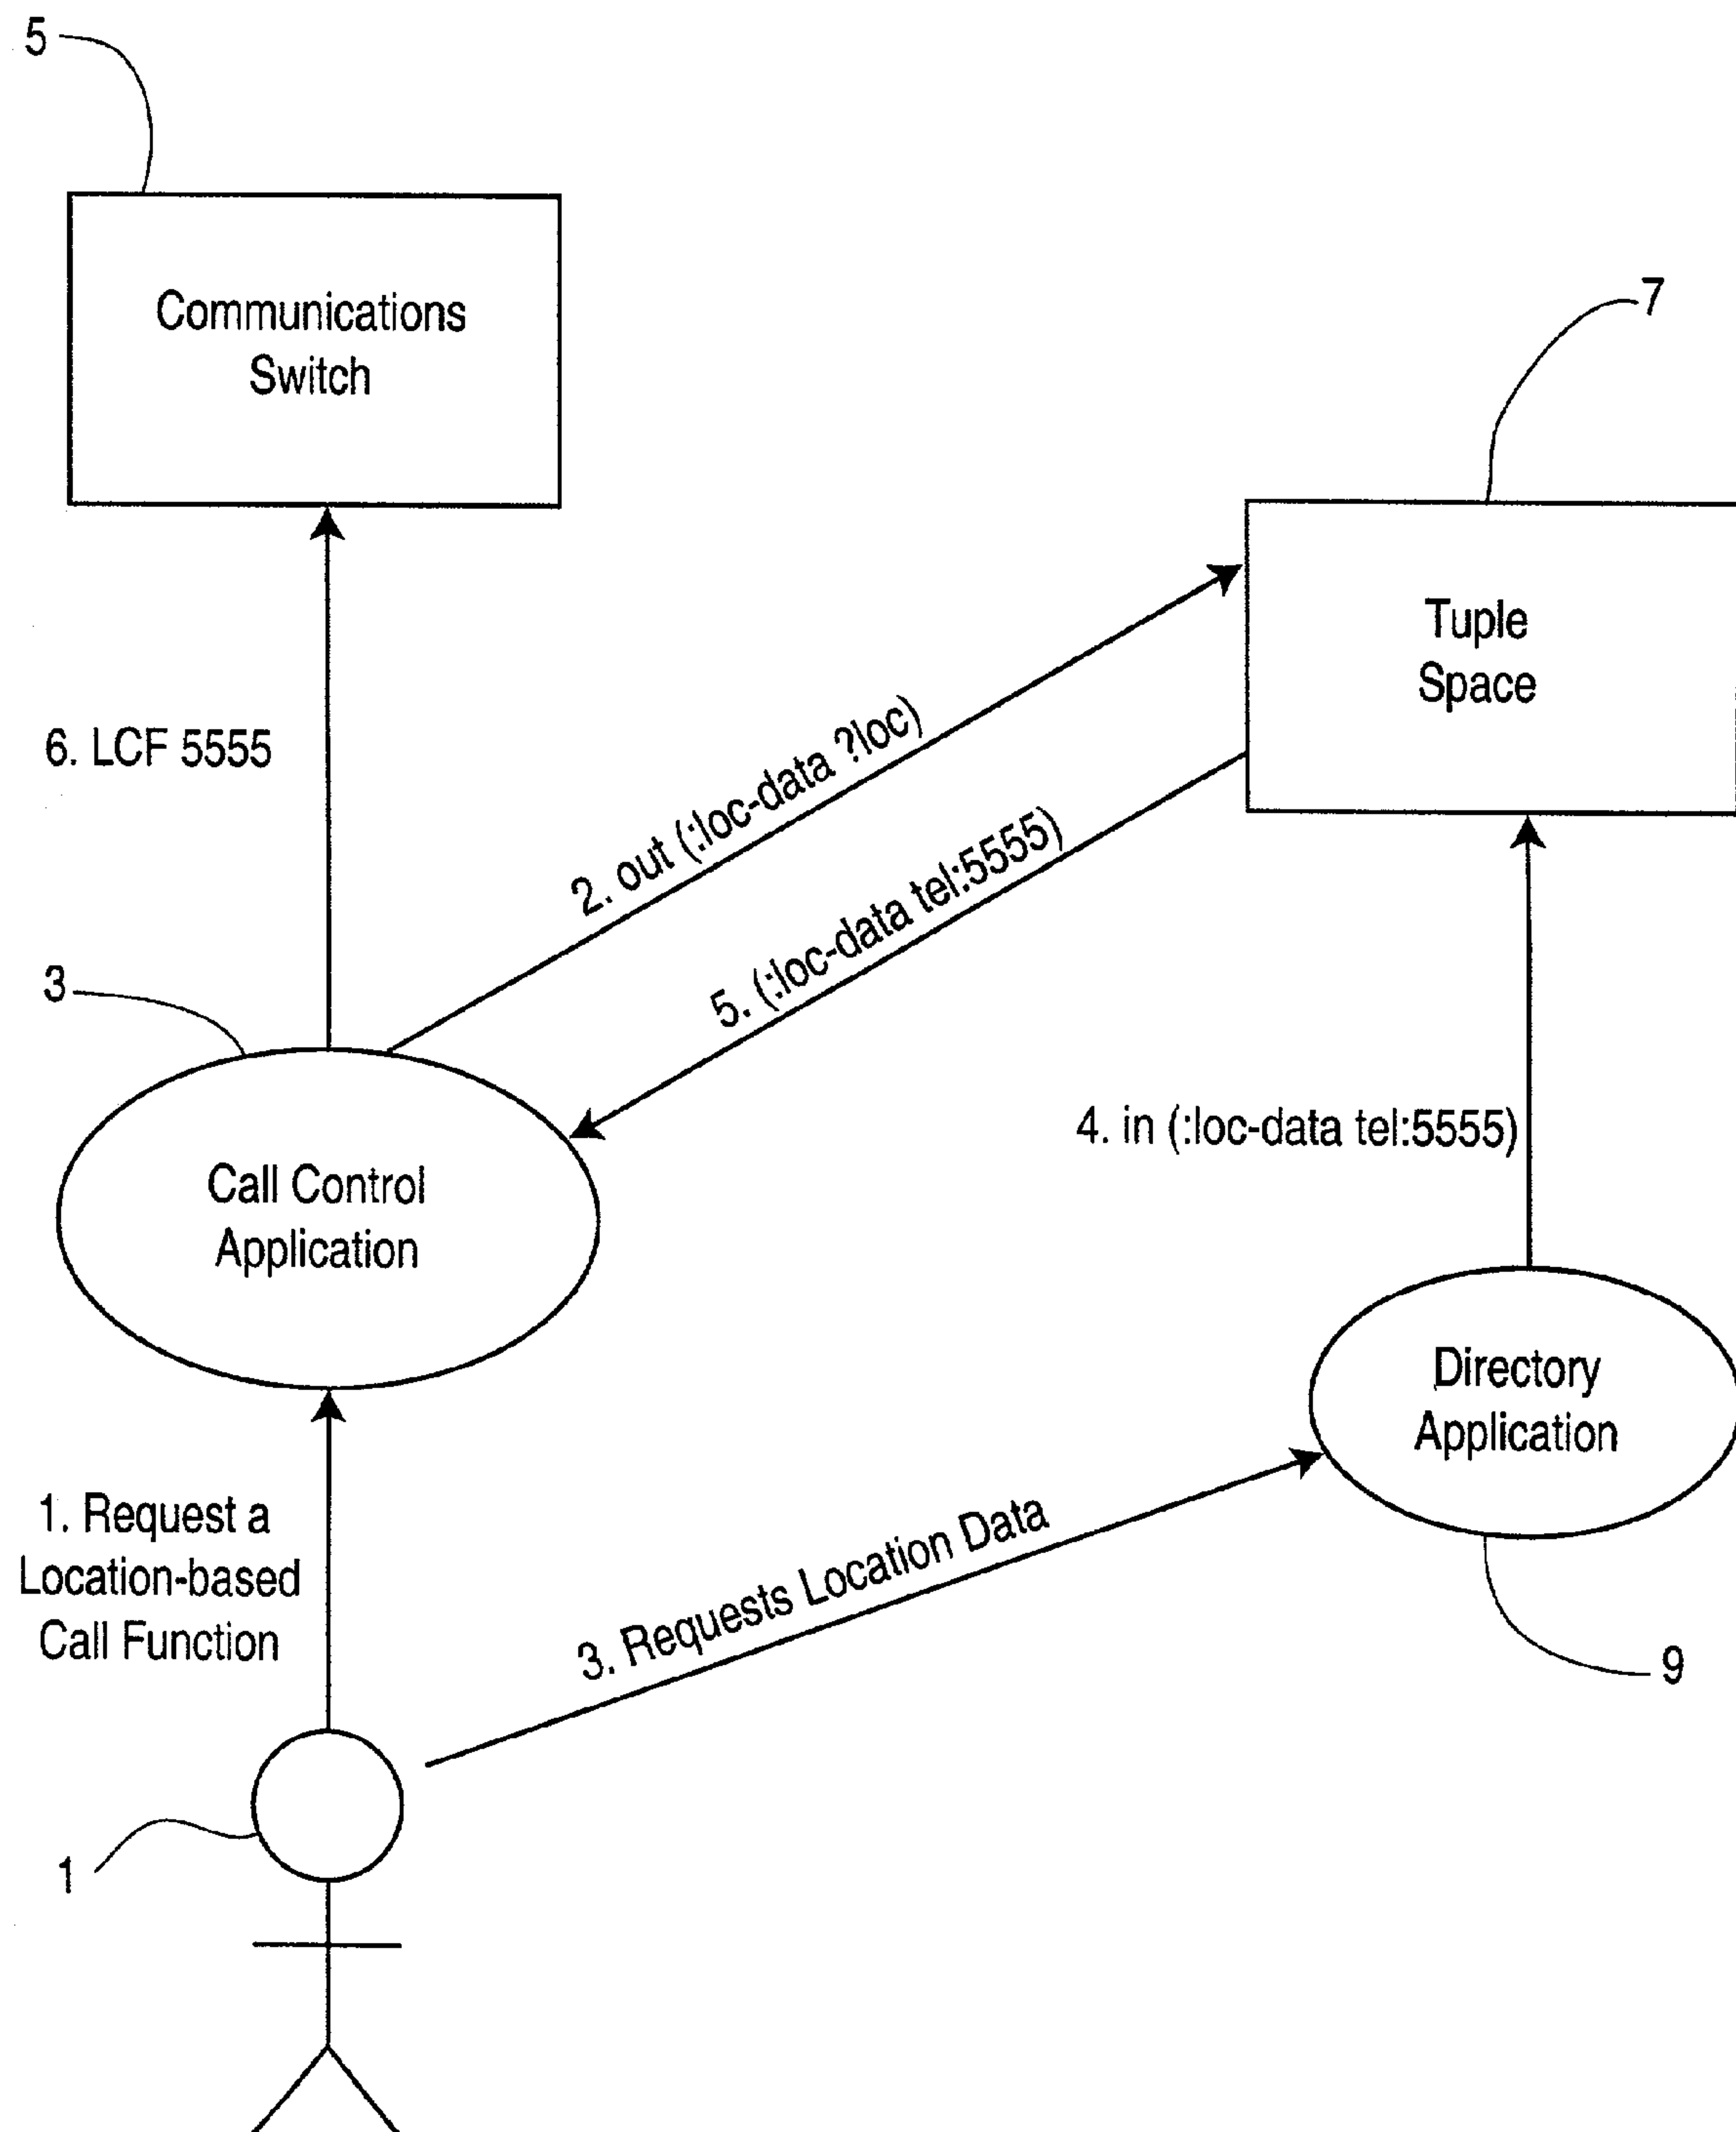 5
Communications
Switch
7
Tuple
Space
6. LCF 5555
2. out (:loc-data ?loc)
5. (:loc-data tel:5555)
3
4. in (:loc-data tel:5555)
Call Control
Application
Directory
Application
1. Request a
Location-based
Call Function
3. Requests Location Data
9
1